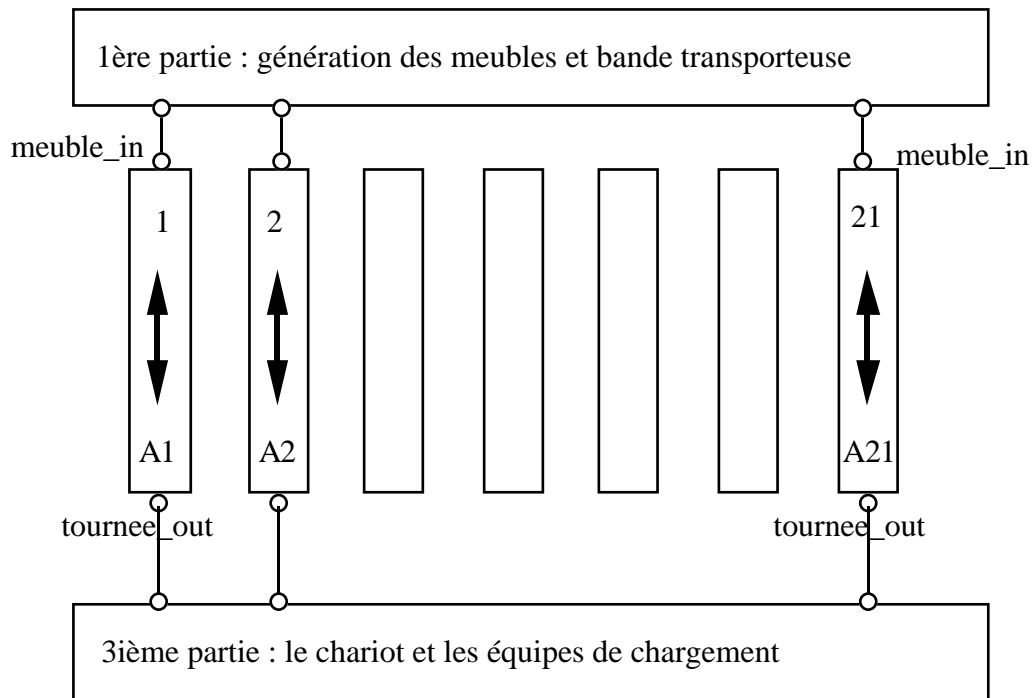 1ère partie : génération des meubles et bande transporteuse
meuble_in
meuble_in
1
2
21
A1
A2
A21
tournee_out
tournee_out
3ième partie : le chariot et les équipes de chargement